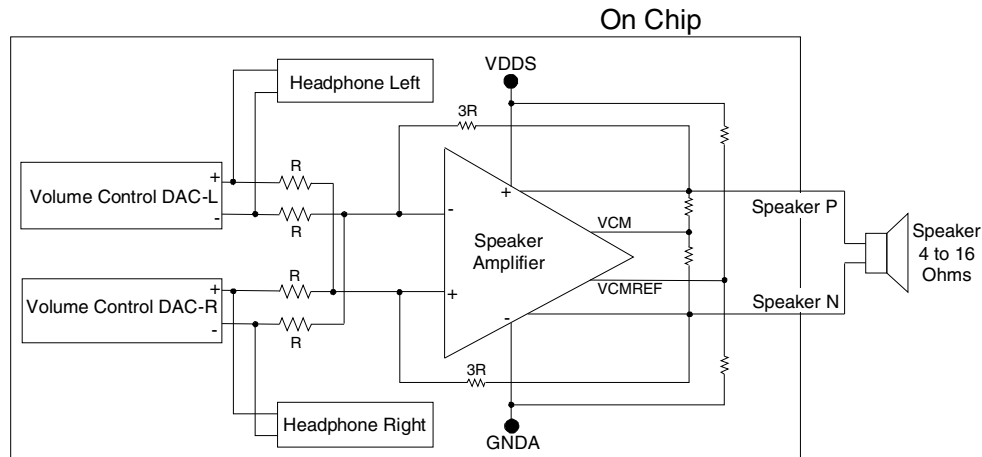 On Chip
VDDS
Headphone Left
3R
R
+
Volume Control DAC-L
-
R
+
-
VCM
Speaker P
Speaker
Amplifier
Speaker
4 to 16
Ohms
R
+
VCMREF
+
Volume Control DAC-R
-
R
-
Speaker N
3R
Headphone Right
GNDA